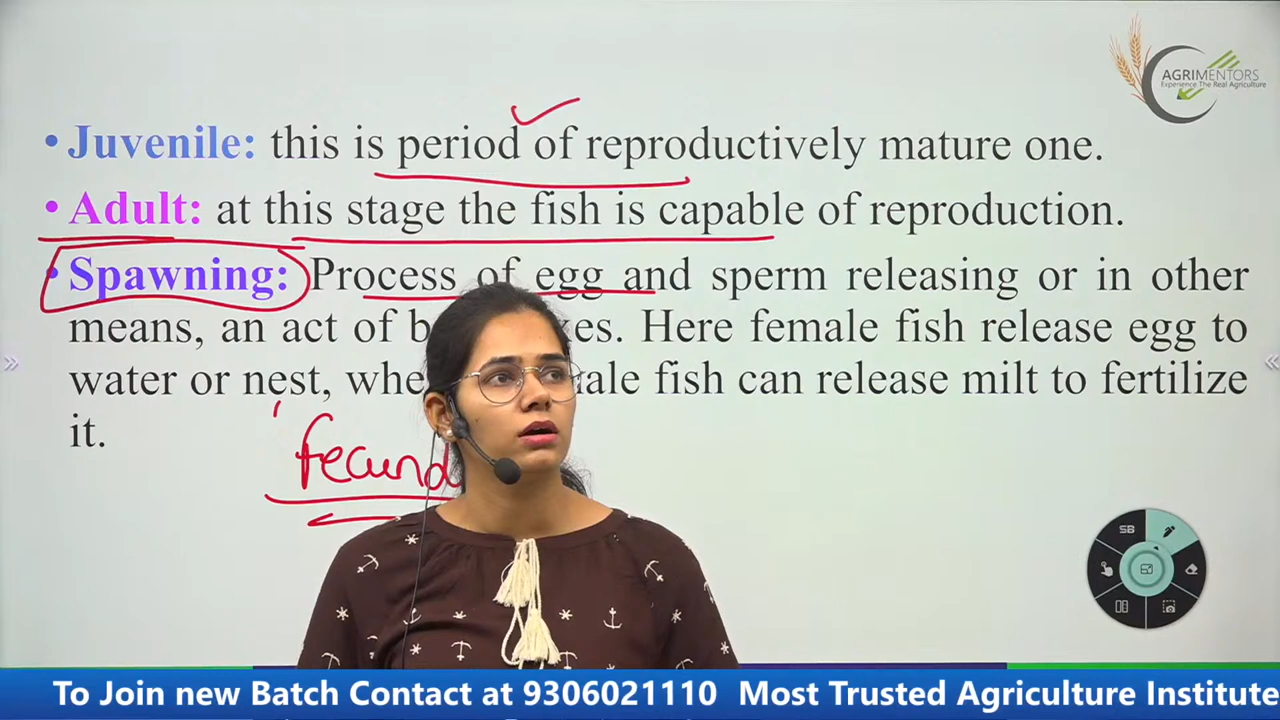 AGRIMENTORS
Experience The Real Agriculture
• Juvenile: this is period of reproductively mature one.
• Adult: at this stage the fish is capable of reproduction.
• Spawning: Process of egg and sperm releasing or in other
means, an act of xes. Here female fish release egg to
water or nest, fish can release milt to fertilize
it.
fecund
SB
To Join new Batch Contact at 9306021110 Most Trusted Agriculture Institute